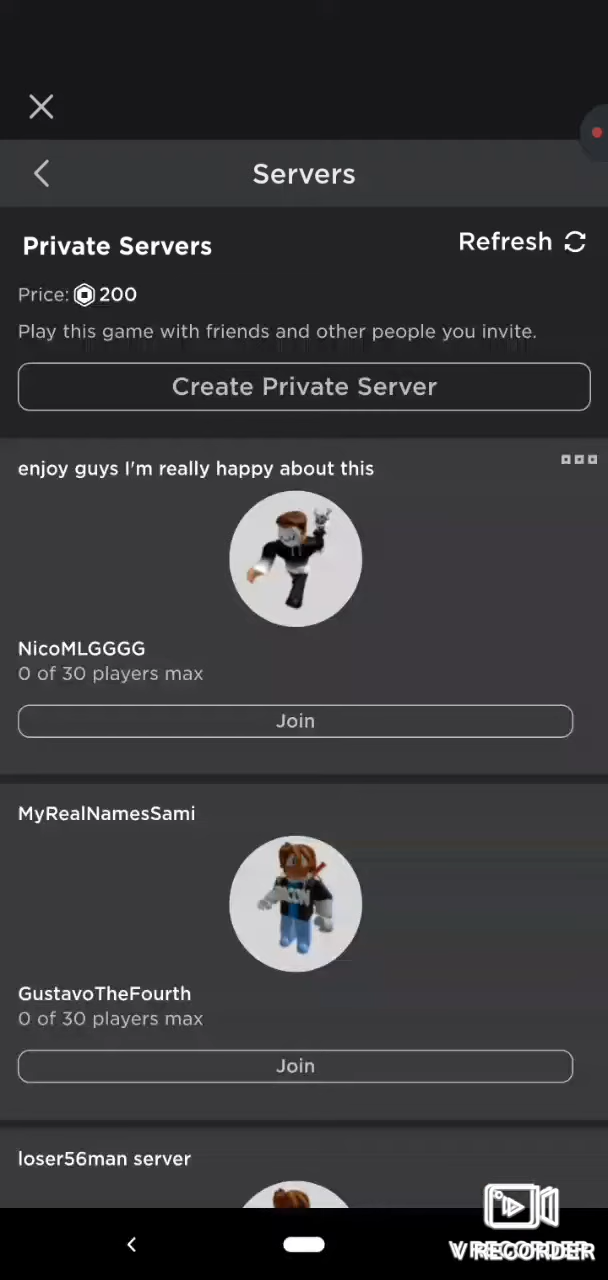 Servers
Private Servers
Refresh
Price: 200
Play this game with friends and other people you invite.
Create Private Server
enjoy guys I'm really happy about this
NicoMLGGGG
0 of 30 players max
Join
MyRealNamesSami
GustavoTheFourth
0 of 30 players max
Join
loser56man server
V RECORDER